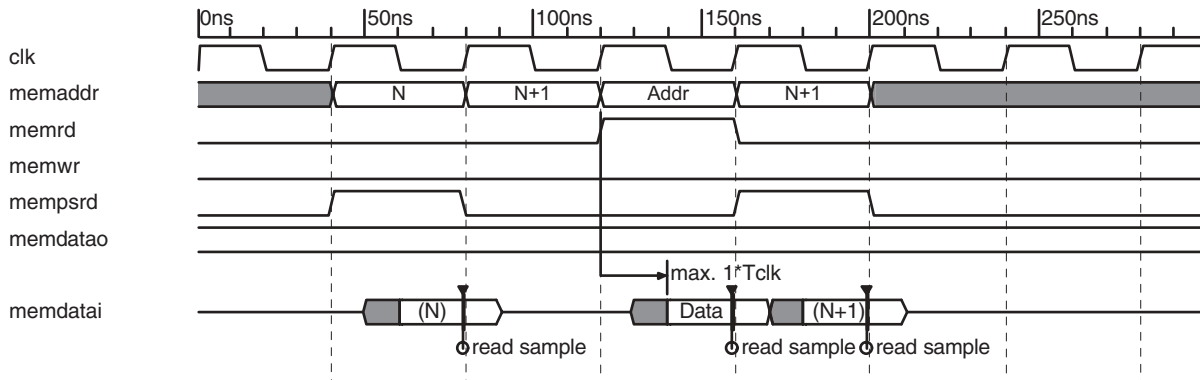 0ns 50ns 100ns 150ns 200ns 250ns
clk
memaddr N N+1 Addr N+1
memrd
memwr
mempsrd
memdatao
max. 1*Tclk
memdatai (N) Data (N+1)
read sample read sample read sample